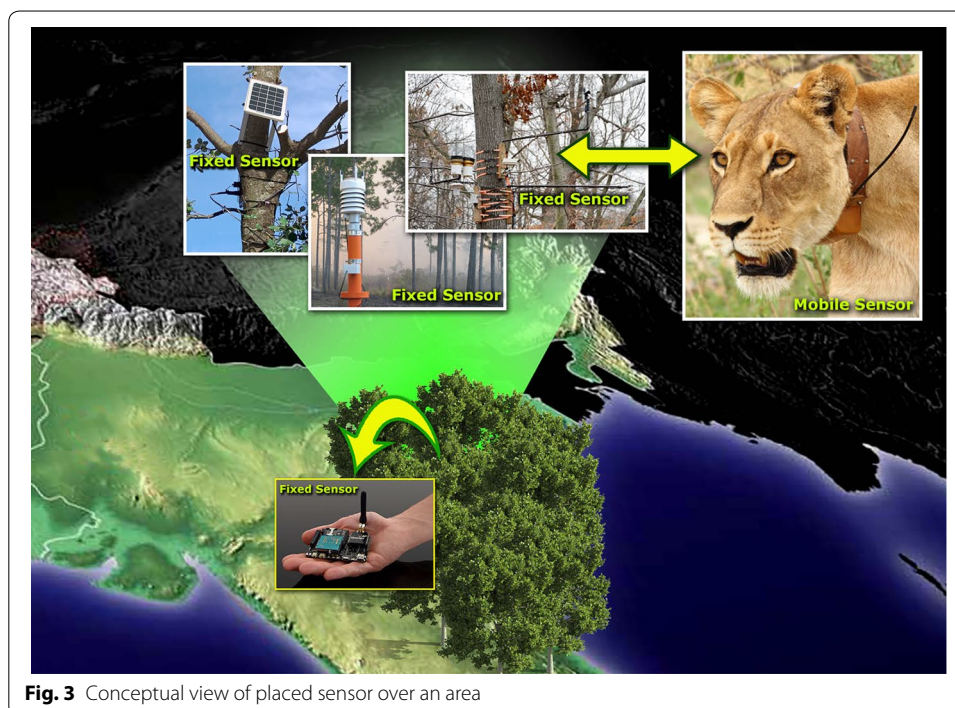 Fixed Sensor
Fixed Sensor
Fixed Sensor
Mobile Sensor
Fixed Sensor
Fig. 3 Conceptual view of placed sensor over an area